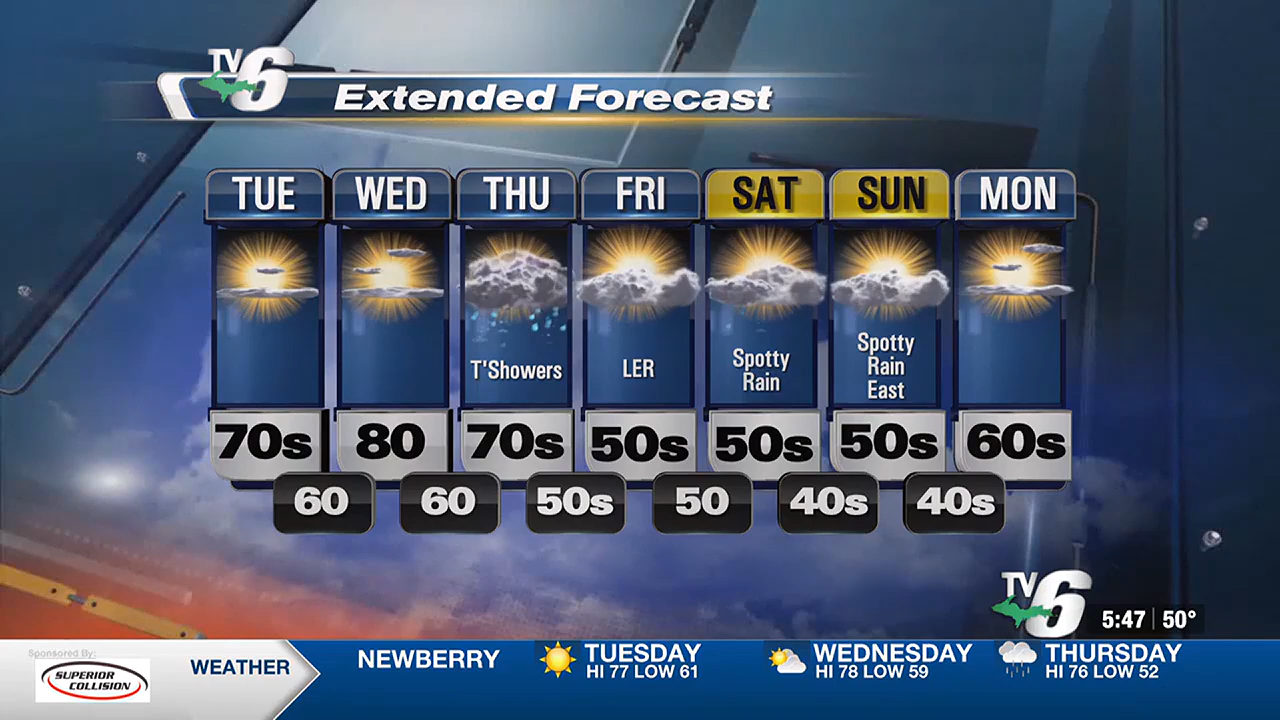 TV6
Extended Forecast
TUE WED THU FRI SAT SUN MON
T'Showers
LER
Spotty
Rain
Spotty
Rain
East
70s 80 70s 50s 50s 50s 60s
60 60 50s 50 40s 40s
TV6
5:47 50°
Sponsored By:
SUPERIOR
COLLISION
WEATHER
NEWBERRY
TUESDAY
HI 77 LOW 61
WEDNESDAY
HI 78 LOW 59
THURSDAY
HI 76 LOW 52